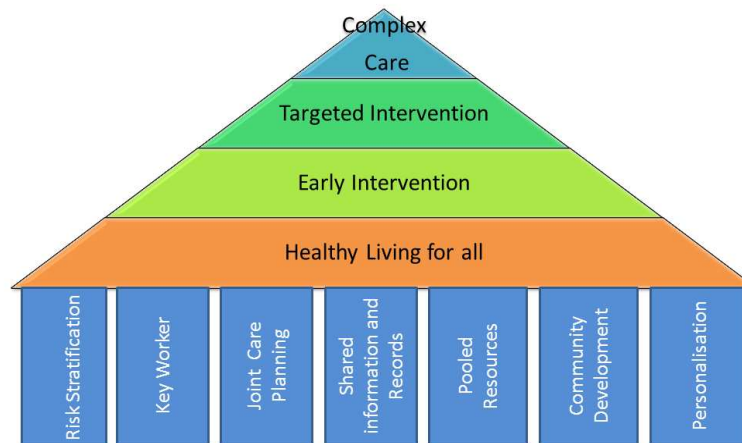 Complex
Care
Targeted Intervention
Early Intervention
Healthy Living for all
Risk Stratification
Key Worker
Joint Care
Planning
Shared
information and
Records
Pooled
Resources
Community
Development
Personalisation